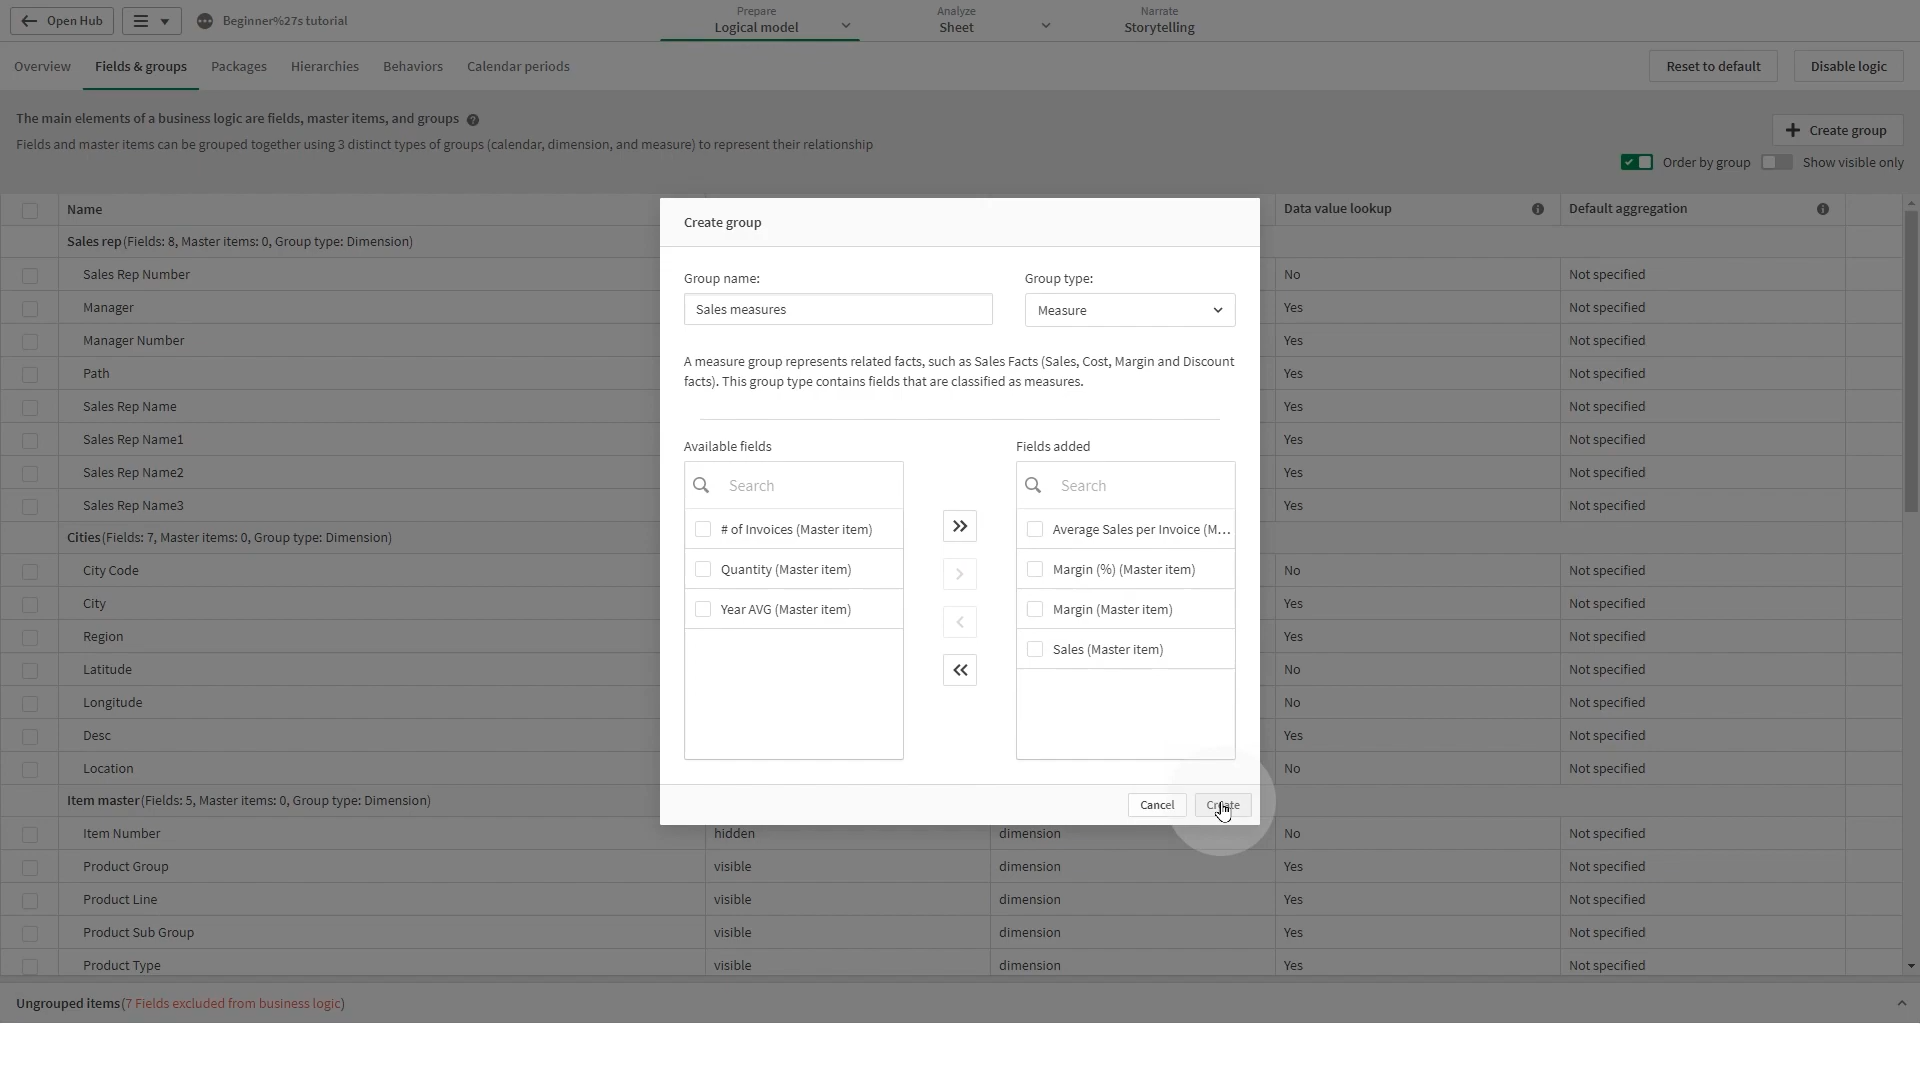 Open Hub
Beginner%27s tutorial
Prepare
Logical model
Analyze
Sheet
Narrate
Storytelling
Overview
Fields & groups
Packages
Hierarchies
Behaviors
Calendar periods
Reset to default
Disable logic
The main elements of a business logic are fields, master items, and groups
Fields and master items can be grouped together using 3 distinct types of groups (calendar, dimension, and measure) to represent their relationship
Create group
Order by group
Show visible only
Name
Data value lookup
Default aggregation
Sales rep (Fields: 8, Master items: 0, Group type: Dimension)
Sales Rep Number No Not specified
Manager Yes Not specified
Manager Number Yes Not specified
Path Yes Not specified
Sales Rep Name Yes Not specified
Sales Rep Name1 Yes Not specified
Sales Rep Name2 Yes Not specified
Sales Rep Name3 Yes Not specified
Cities (Fields: 7, Master items: 0, Group type: Dimension)
City Code No Not specified
City Yes Not specified
Region Yes Not specified
Latitude No Not specified
Longitude No Not specified
Desc Yes Not specified
Location No Not specified
Item master (Fields: 5, Master items: 0, Group type: Dimension)
Item Number hidden dimension No Not specified
Product Group visible dimension Yes Not specified
Product Line visible dimension Yes Not specified
Product Sub Group visible dimension Yes Not specified
Product Type visible dimension Yes Not specified
Ungrouped items (7 Fields excluded from business logic)
Create group
Group name:
Sales measures
Group type:
Measure
A measure group represents related facts, such as Sales Facts (Sales, Cost, Margin and Discount
facts). This group type contains fields that are classified as measures.
Available fields
Search
# of Invoices (Master item)
Quantity (Master item)
Year AVG (Master item)
Fields added
Search
Average Sales per Invoice (M...
Margin (%) (Master item)
Margin (Master item)
Sales (Master item)
Cancel
Create